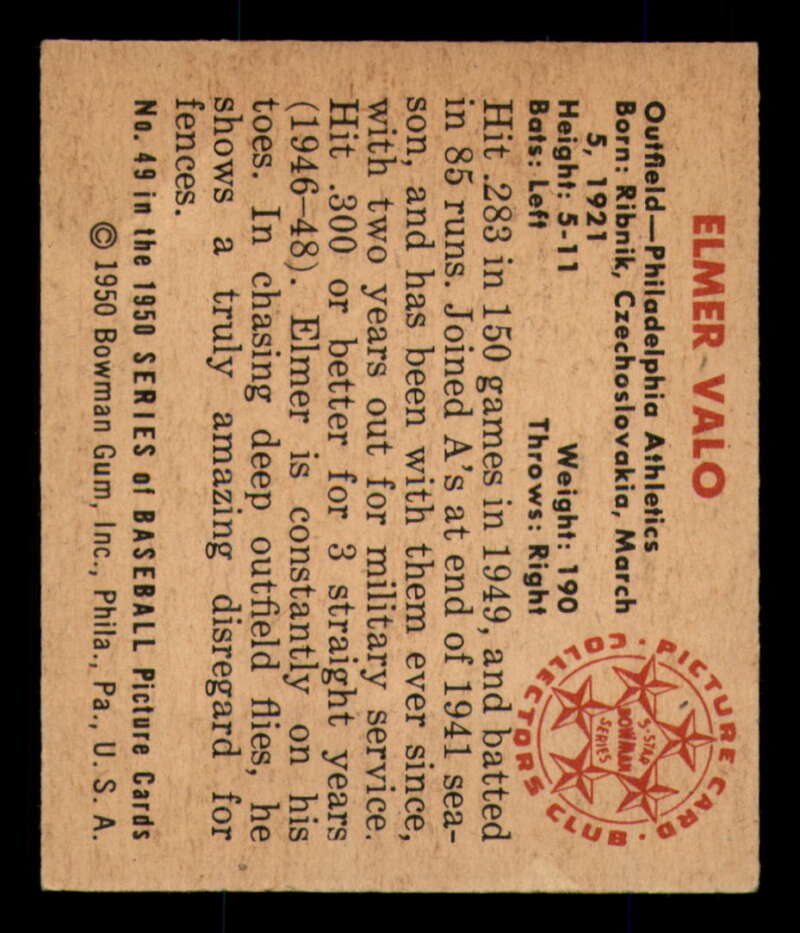 ELMER VALO
Outfield—Philadelphia Athletics
Born: Ribnik, Czechoslovakia, March
5, 1921
Height: 5-11 Weight: 190
Bats: Left Throws: Right
Hit .283 in 150 games in 1949, and batted
in 85 runs. Joined A's at end of 1941 sea-
son, and has been with them ever since,
with two years out for military service.
Hit .300 or better for 3 straight years
(1946—48). Elmer is constantly on his
toes. In chasing deep outfield flies, he
shows a truly amazing disregard for
fences.
No. 49 in the 1950 SERIES of BASEBALL Picture Cards
© 1950 Bowman Gum, Inc., Phila., Pa., U. S. A.
PICTURE CARD COLLECTORS CLUB
5-STAR
BOWMAN
SERIES